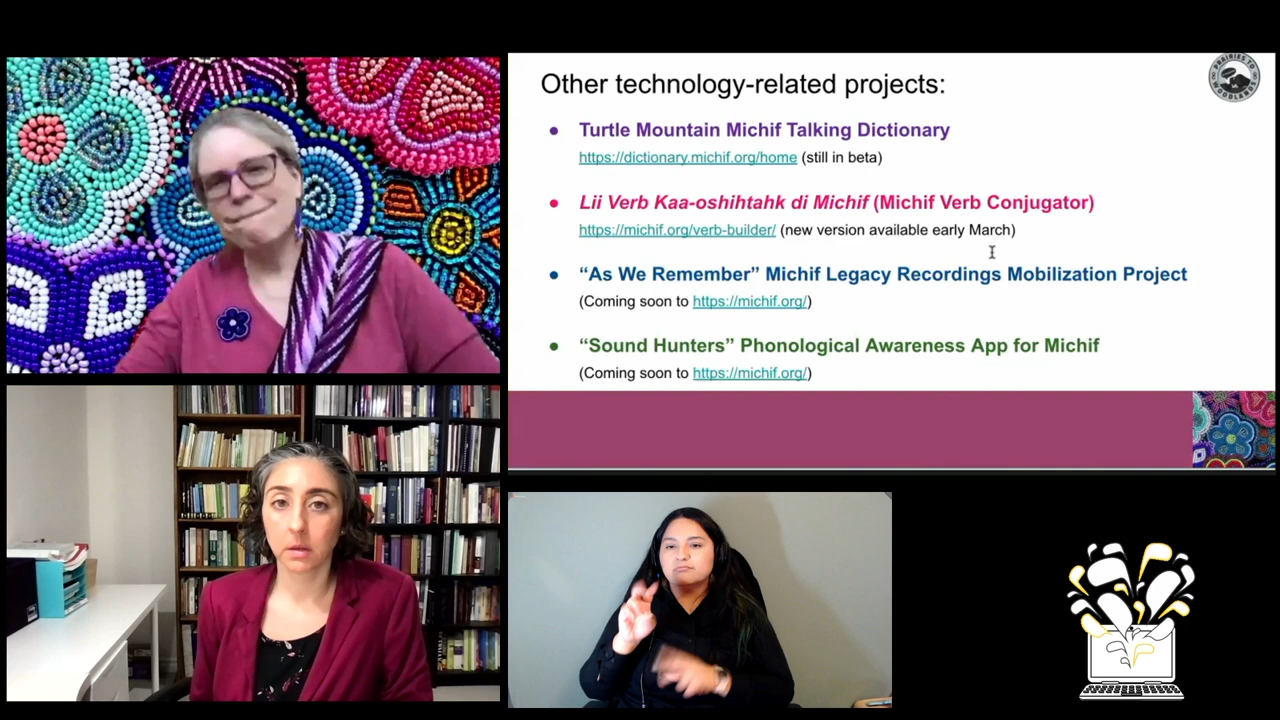 Other technology-related projects:
PRAIRIES TO WOODLANDS
● Turtle Mountain Michif Talking Dictionary
https://dictionary.michif.org/home (still in beta)
● Lii Verb Kaa-oshihtahk di Michif (Michif Verb Conjugator)
https://michif.org/verb-builder/ (new version available early March)
● “As We Remember” Michif Legacy Recordings Mobilization Project
(Coming soon to https://michif.org/)
● “Sound Hunters” Phonological Awareness App for Michif
(Coming soon to https://michif.org/)